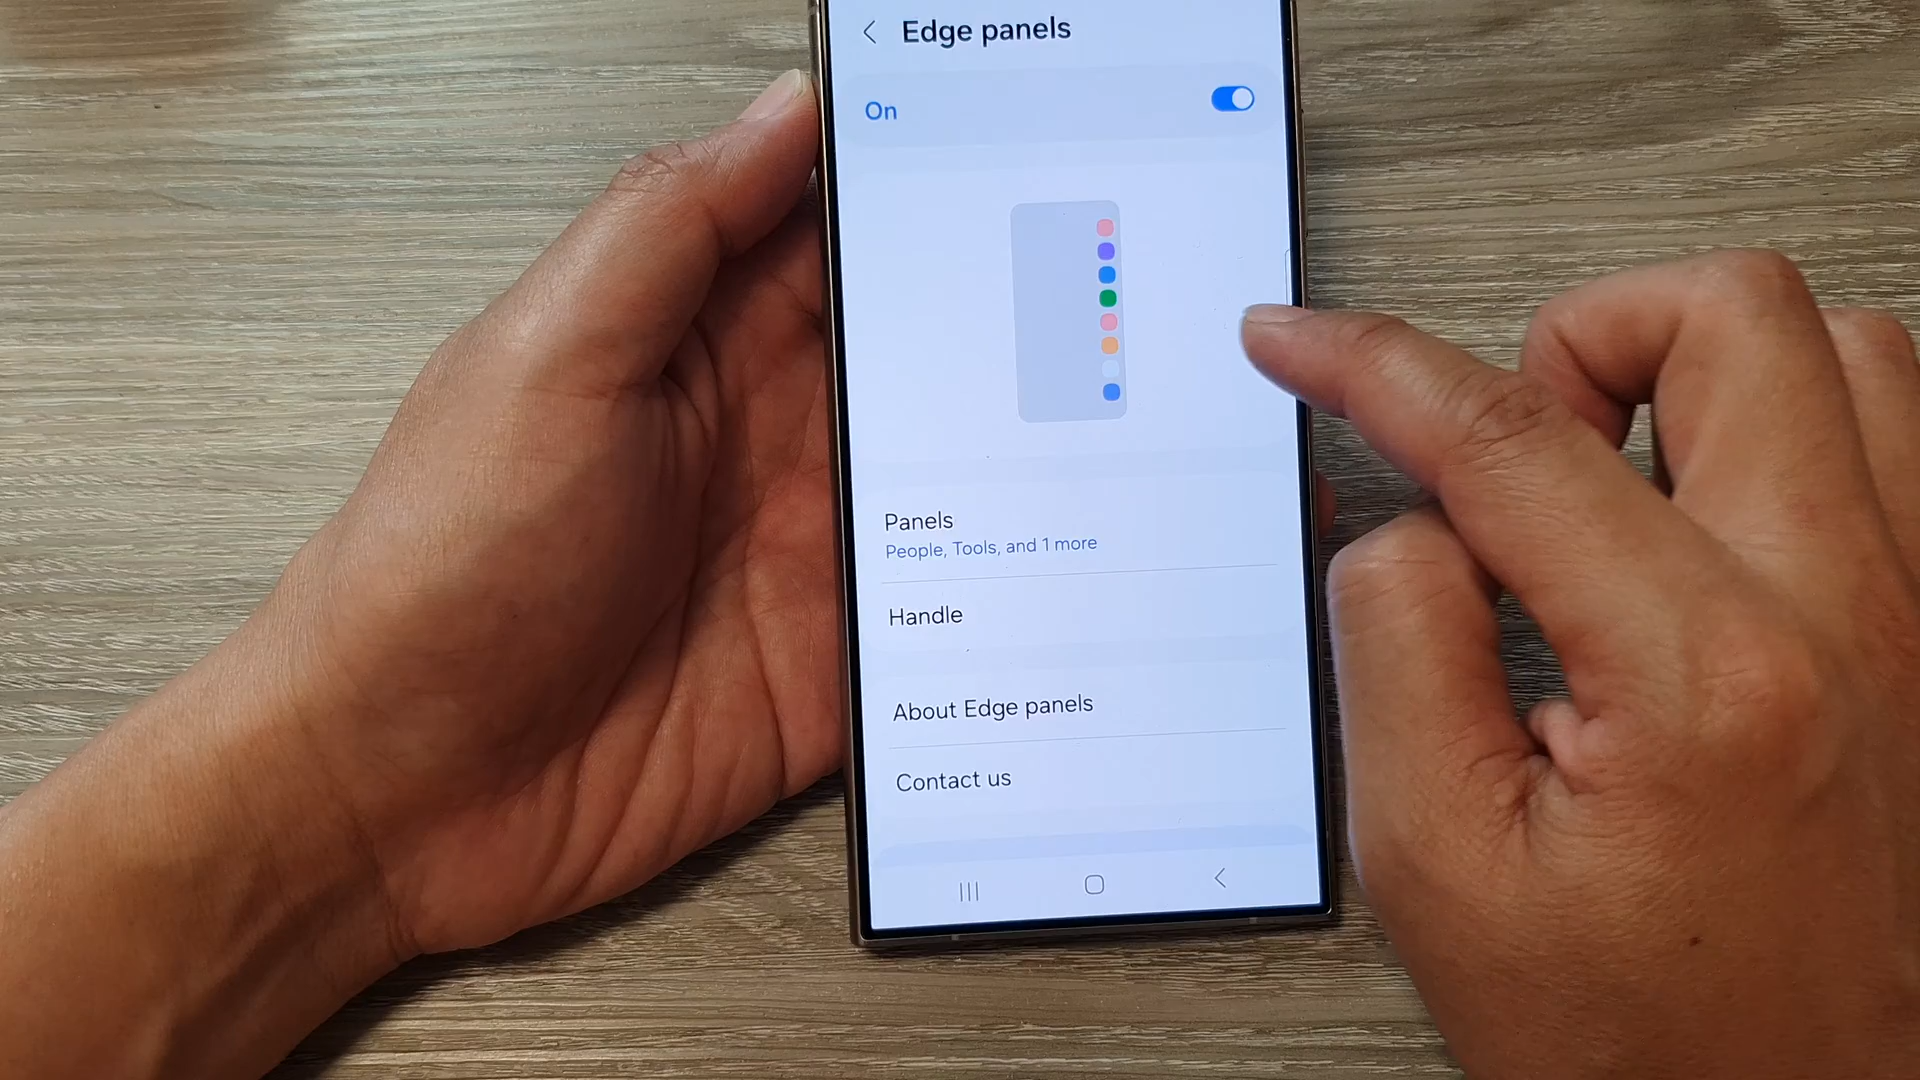 Edge panels
On
Panels
People, Tools, and 1 more
Handle
About Edge panels
Contact us